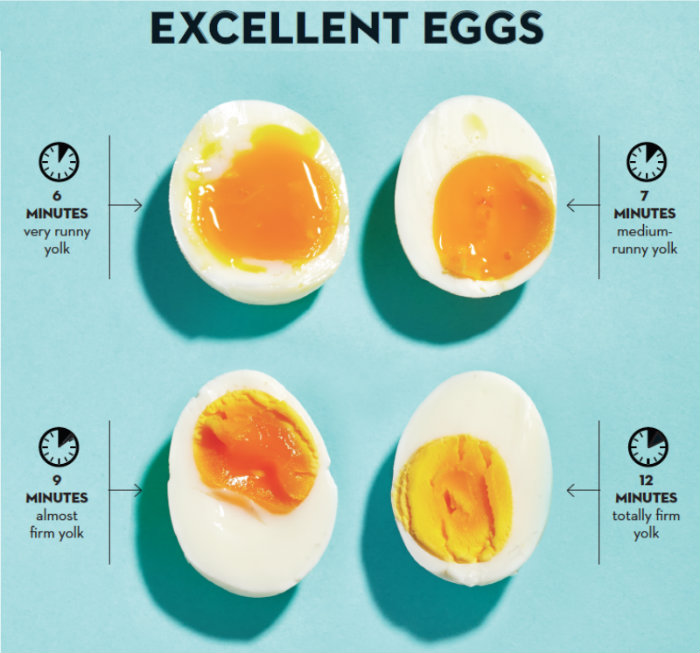 EXCELLENT EGGS
6
MINUTES
very runny
yolk
7
MINUTES
medium-
runny yolk
9
MINUTES
almost
firm yolk
12
MINUTES
totally firm
yolk